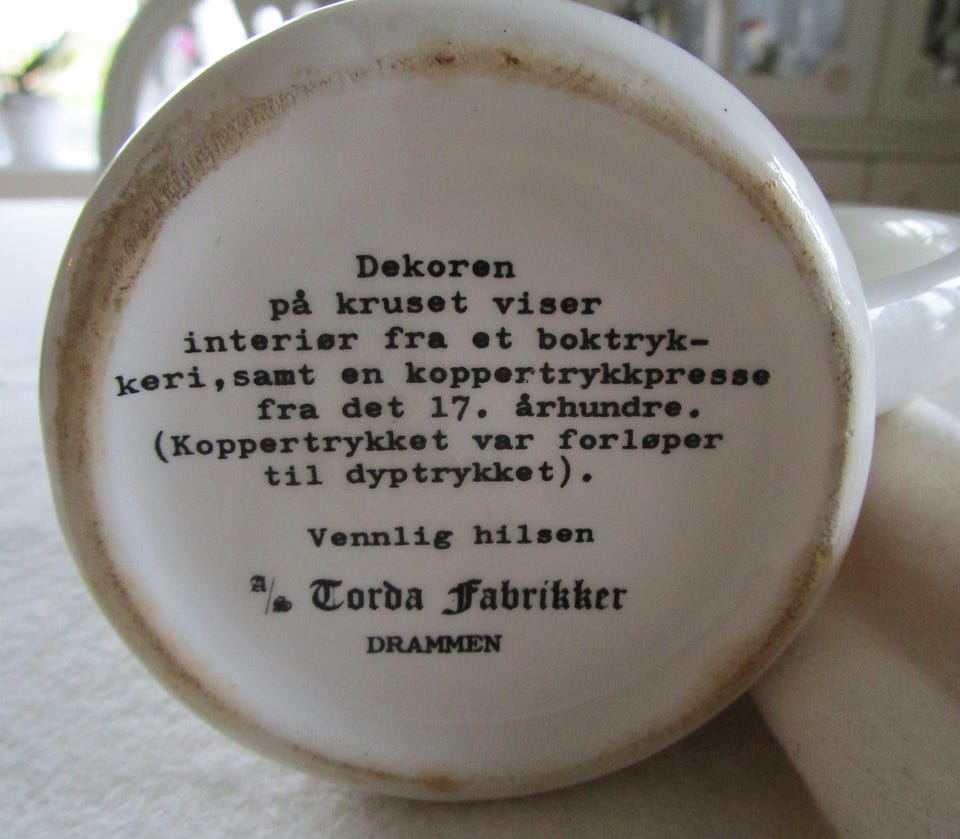 Dekoren
på kruset viser
interiør fra et boktryk-
keri,samt en koppertrykkpresse
fra det 17. århundre.
(Koppertrykket var forløper
til dyptrykket).
Vennlig hilsen
A/S Torda Fabrikker
DRAMMEN